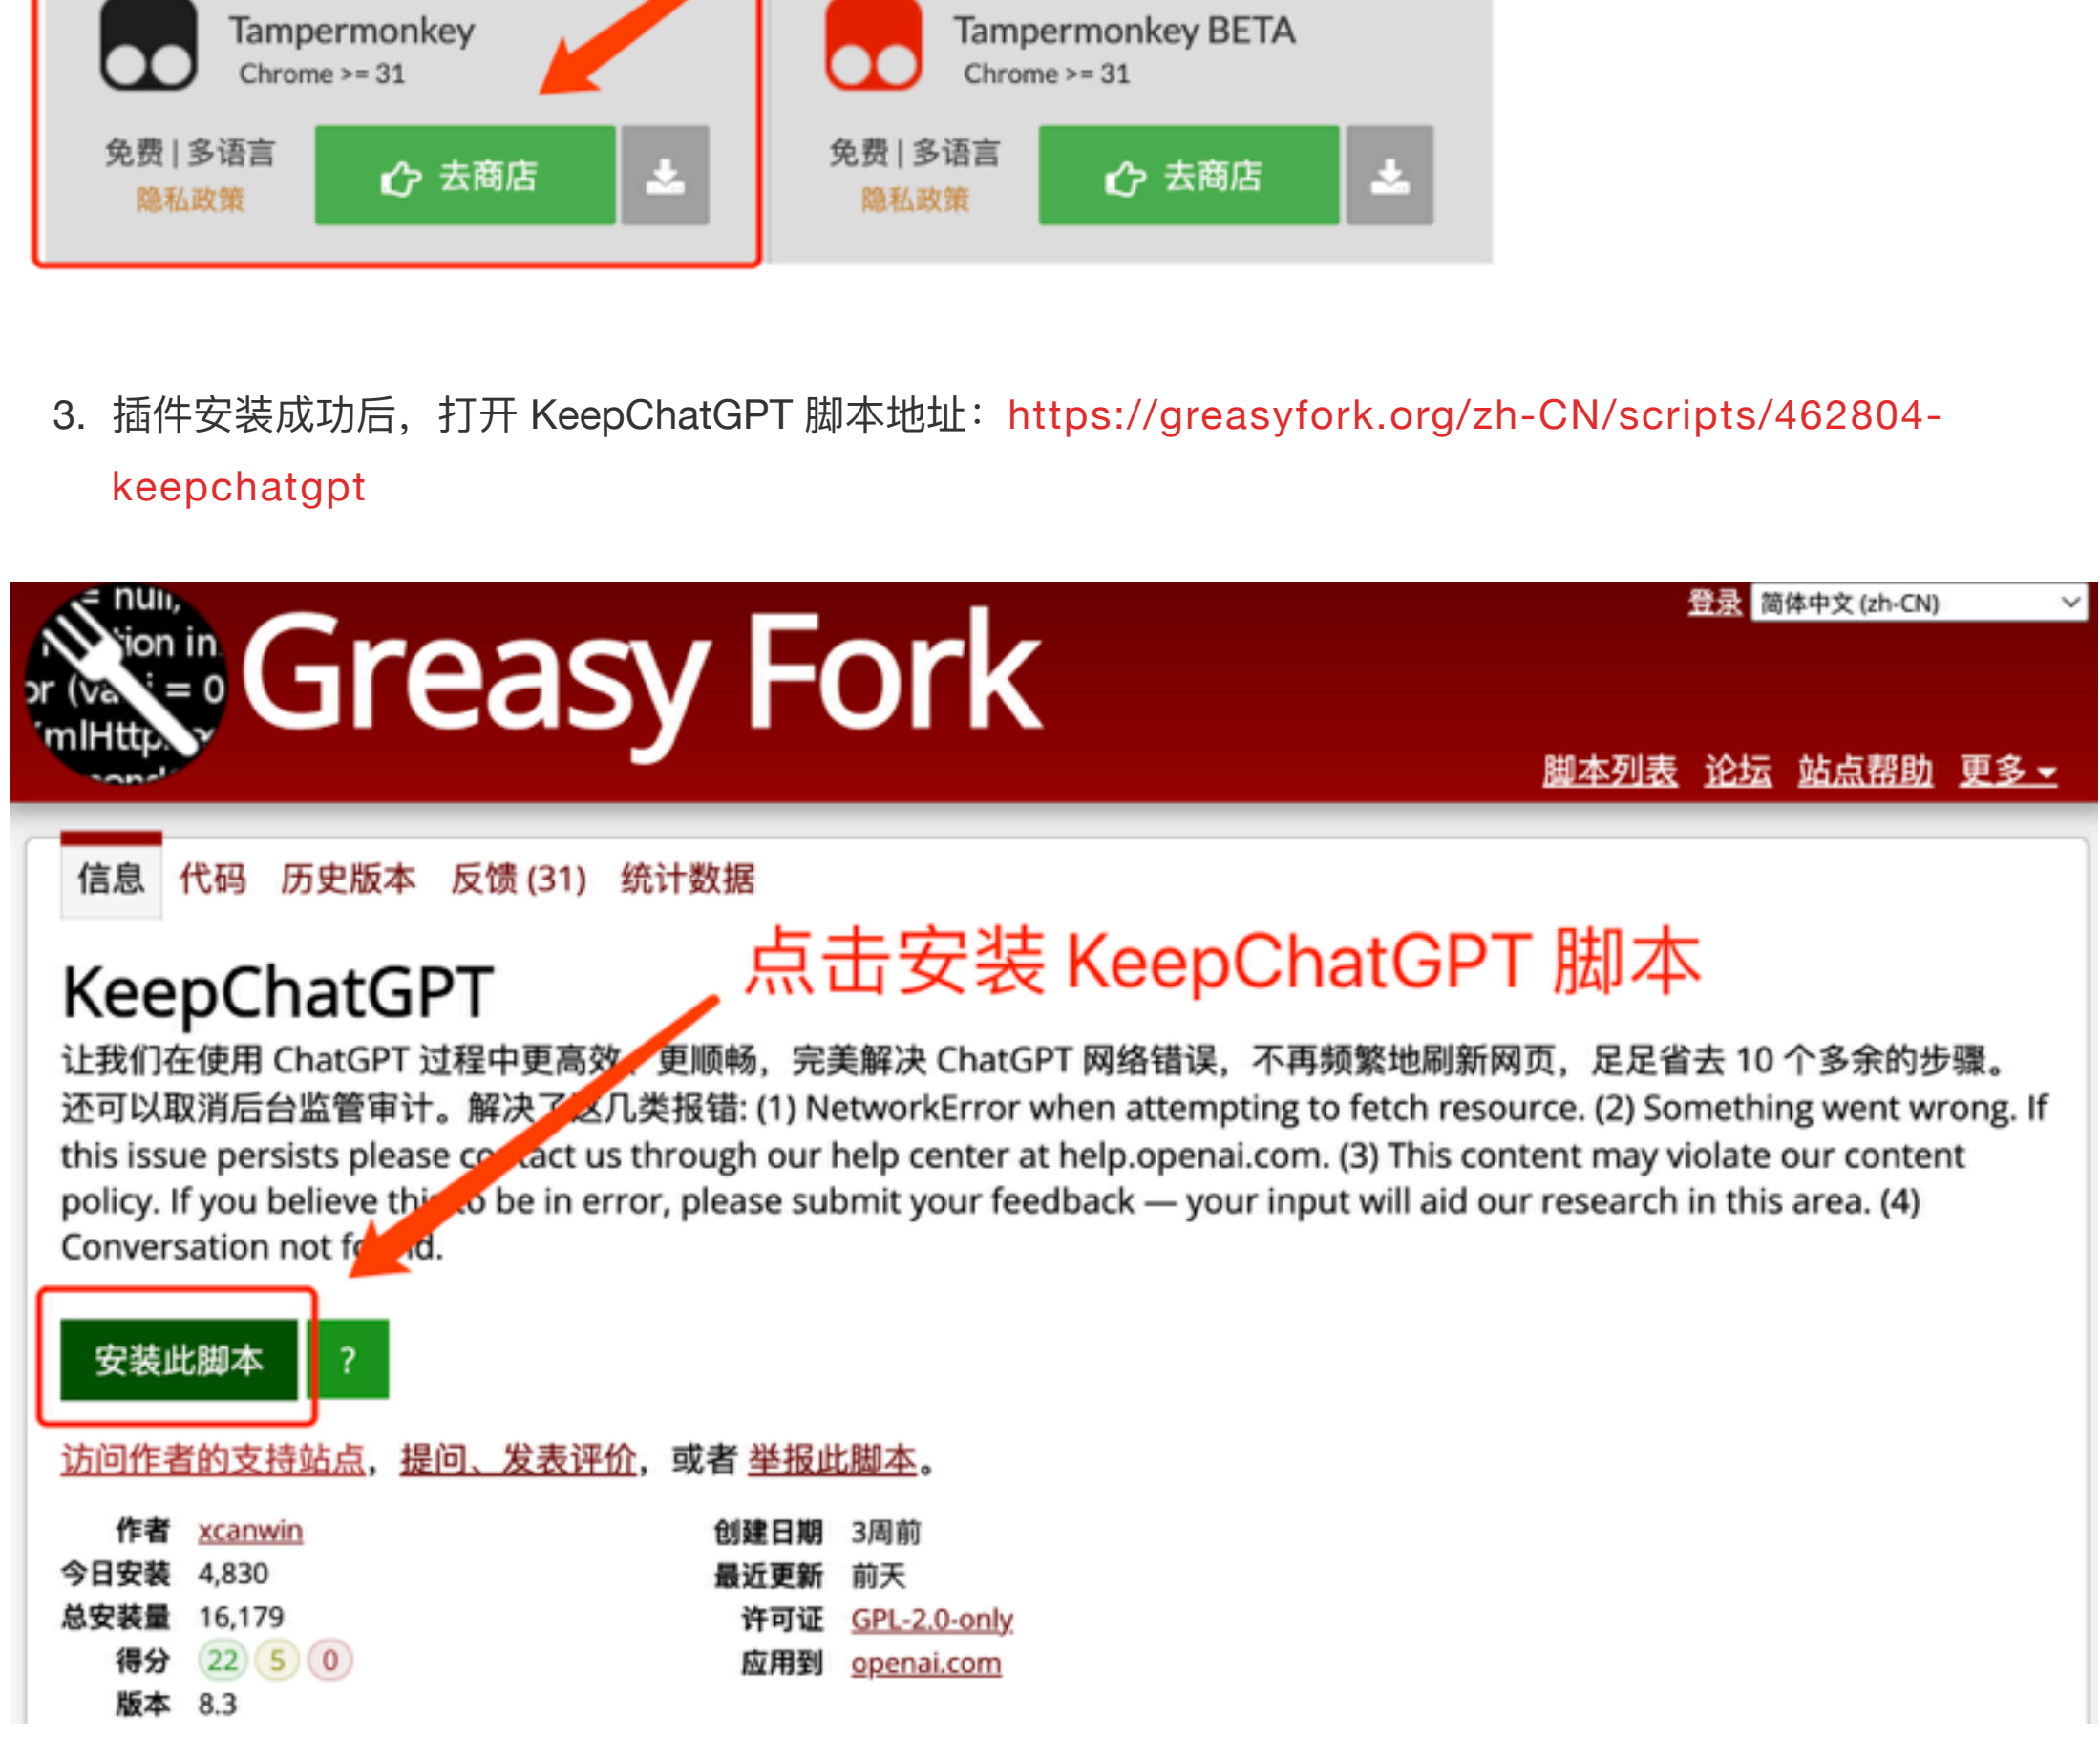 Tampermonkey
Chrome >= 31
免费 | 多语言
隐私政策
去商店
Tampermonkey BETA
Chrome >= 31
免费 | 多语言
隐私政策
去商店
3. 插件安装成功后，打开 KeepChatGPT 脚本地址：https://greasyfork.org/zh-CN/scripts/462804-
keepchatgpt
= null,
tion in
or (va i = 0
mlHttp
Greasy Fork
登录 简体中文 (zh-CN)
脚本列表 论坛 站点帮助 更多
信息 代码 历史版本 反馈 (31) 统计数据
点击安装 KeepChatGPT 脚本
KeepChatGPT
让我们在使用 ChatGPT 过程中更高效、更顺畅，完美解决 ChatGPT 网络错误，不再频繁地刷新网页，足足省去 10 个多余的步骤。
还可以取消后台监管审计。解决了这几类报错: (1) NetworkError when attempting to fetch resource. (2) Something went wrong. If
this issue persists please contact us through our help center at help.openai.com. (3) This content may violate our content
policy. If you believe this to be in error, please submit your feedback — your input will aid our research in this area. (4)
Conversation not found.
安装此脚本 ?
访问作者的支持站点，提问、发表评价，或者 举报此脚本。
作者 xcanwin
今日安装 4,830
总安装量 16,179
得分 22 5 0
版本 8.3
创建日期 3周前
最近更新 前天
许可证 GPL-2.0-only
应用到 openai.com